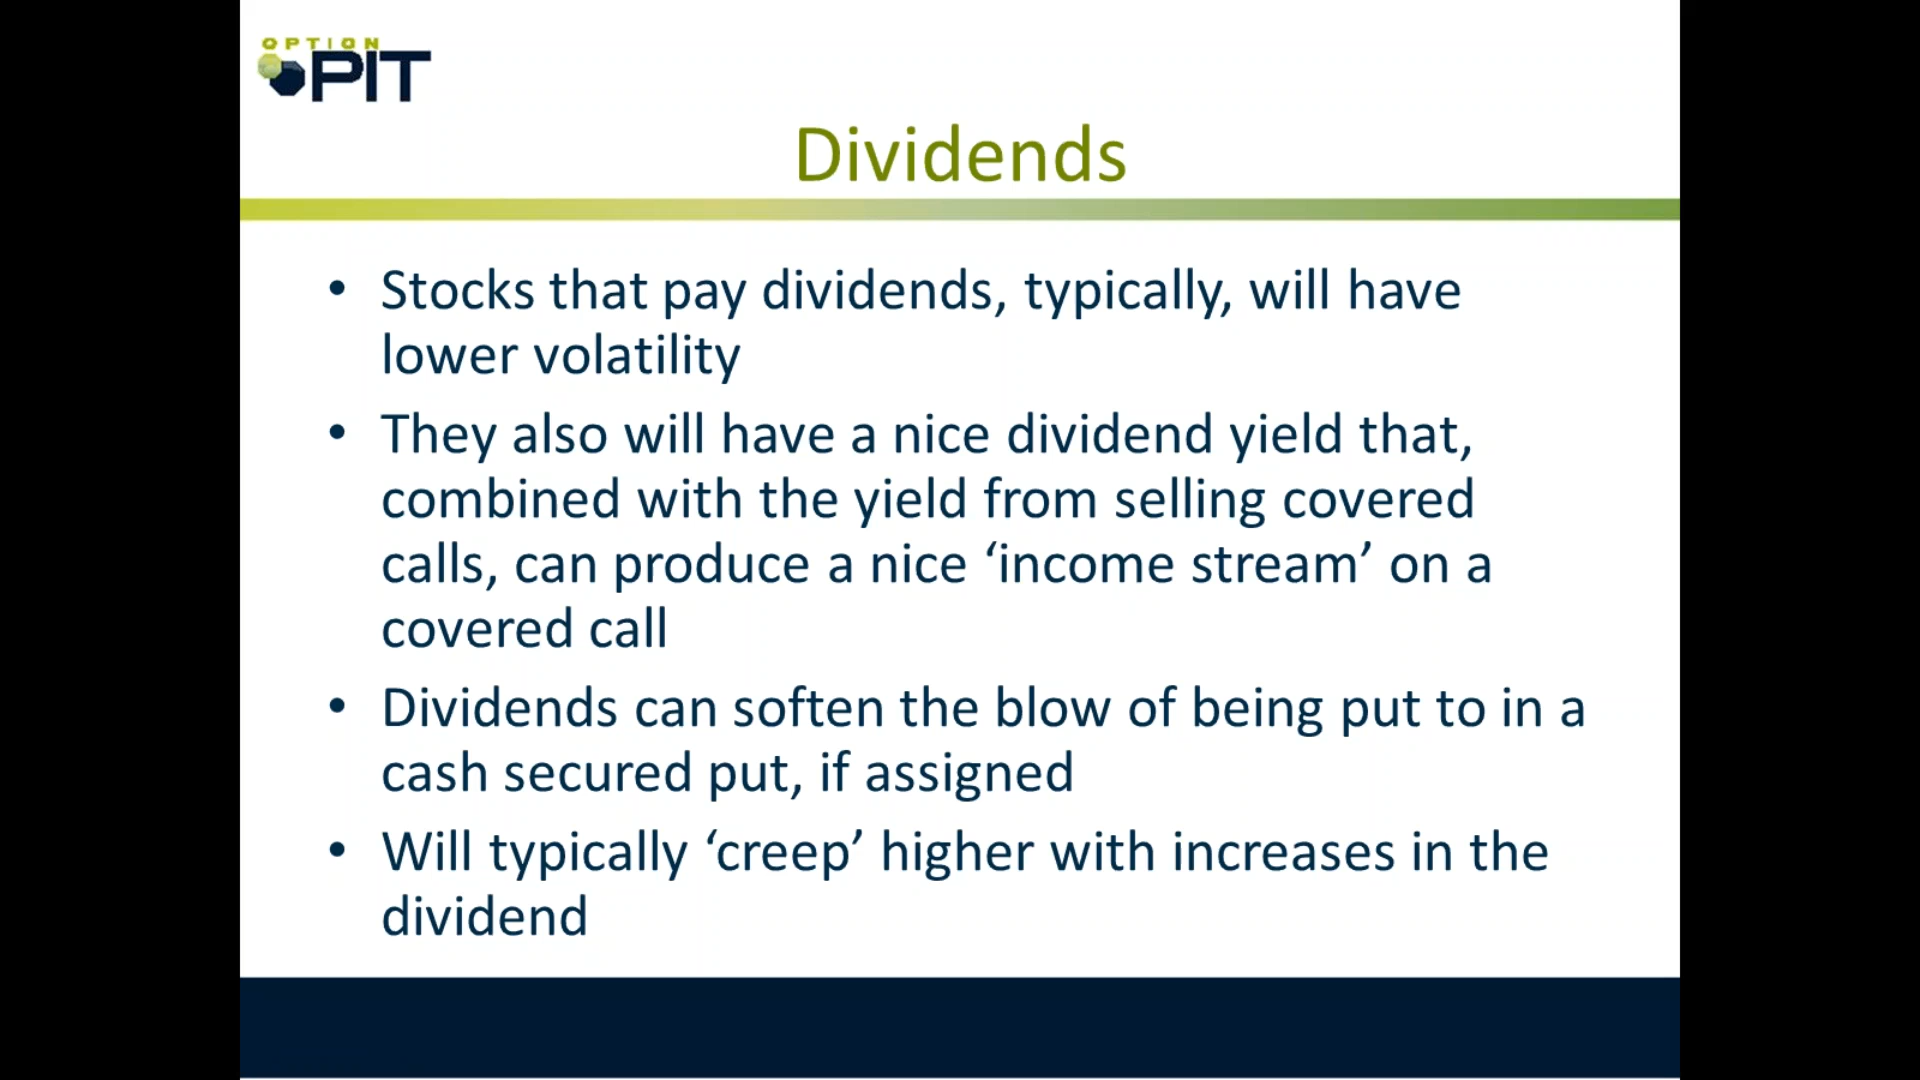 OPTION
PIT
Dividends
• Stocks that pay dividends, typically, will have
lower volatility
• They also will have a nice dividend yield that,
combined with the yield from selling covered
calls, can produce a nice ‘income stream’ on a
covered call
• Dividends can soften the blow of being put to in a
cash secured put, if assigned
• Will typically ‘creep’ higher with increases in the
dividend